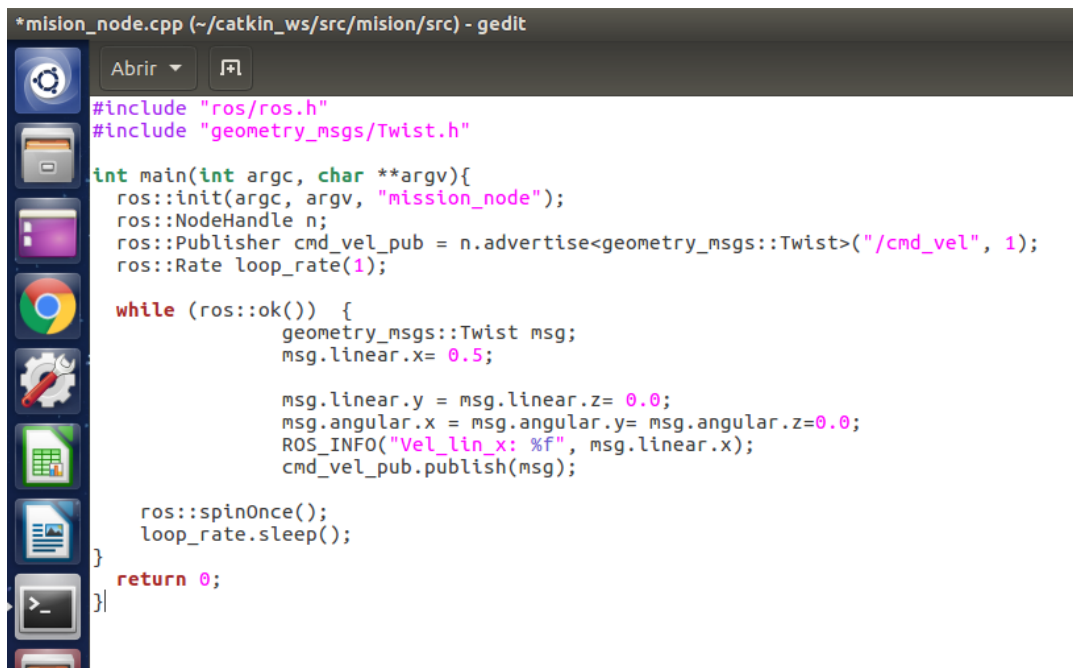 *mision_node.cpp (~/catkin_ws/src/mision/src) - gedit
Abrir
#include "ros/ros.h"
#include "geometry_msgs/Twist.h"
int main(int argc, char **argv){
  ros::init(argc, argv, "mission_node");
  ros::NodeHandle n;
  ros::Publisher cmd_vel_pub = n.advertise<geometry_msgs::Twist>("/cmd_vel", 1);
  ros::Rate loop_rate(1);
  while (ros::ok())  {
                geometry_msgs::Twist msg;
                msg.linear.x= 0.5;
                msg.linear.y = msg.linear.z= 0.0;
                msg.angular.x = msg.angular.y= msg.angular.z=0.0;
                ROS_INFO("Vel_lin_x: %f", msg.linear.x);
                cmd_vel_pub.publish(msg);
    ros::spinOnce();
    loop_rate.sleep();
}
  return 0;
}